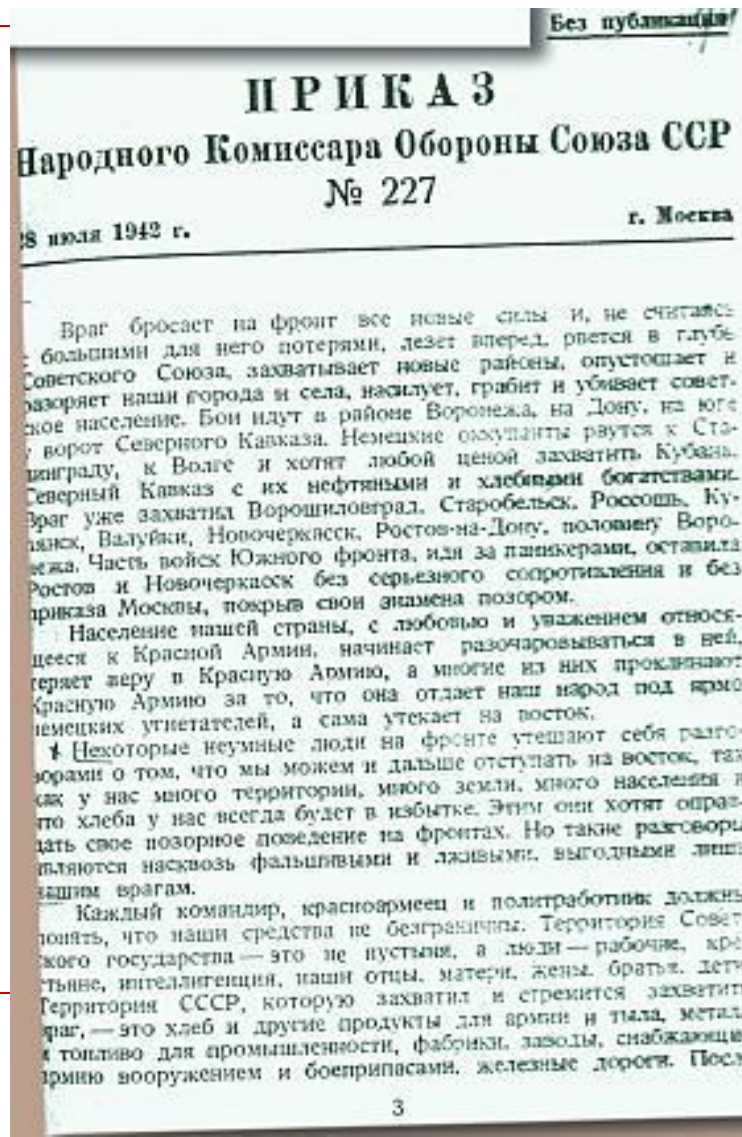 Без публикации
ПРИКАЗ
Народного Комиссара Обороны Союза ССР
№ 227
28 июля 1942 г. г. Москва
Враг бросает на фронт все новые силы и, не считаясь
с большими для него потерями, лезет вперед, рвется в глубь
Советского Союза, захватывает новые районы, опустошает и
разоряет наши города и села, насилует, грабит и убивает совет-
ское население. Бои идут в районе Воронежа, на Дону, на юге
у ворот Северного Кавказа. Немецкие оккупанты рвутся к Ста-
линграду, к Волге и хотят любой ценой захватить Кубань,
Северный Кавказ с их нефтяными и хлебными богатствами.
Враг уже захватил Ворошиловград, Старобельск, Россошь, Ку-
пянск, Валуйки, Новочеркасск, Ростов-на-Дону, половину Воро-
нежа. Часть войск Южного фронта, идя за паникерами, оставила
Ростов и Новочеркасск без серьезного сопротивления и без
приказа Москвы, покрыв свои знамена позором.
Население нашей страны, с любовью и уважением относя-
щееся к Красной Армии, начинает разочаровываться в ней,
теряет веру в Красную Армию, а многие из них проклинают
Красную Армию за то, что она отдает наш народ под ярмо
немецких угнетателей, а сама утекает на восток.
Некоторые неумные люди на фронте утешают себя разго-
ворами о том, что мы можем и дальше отступать на восток, так
как у нас много территории, много земли, много населения и
что хлеба у нас всегда будет в избытке. Этим они хотят оправ-
дать свое позорное поведение на фронтах. Но такие разговоры
являются насквозь фальшивыми и лживыми, выгодными лишь
нашим врагам.
Каждый командир, красноармеец и политработник должны
понять, что наши средства не безграничны. Территория Совет-
ского государства — это не пустыня, а люди — рабочие, кре-
стьяне, интеллигенция, наши отцы, матери, жены, братья, дети.
Территория СССР, которую захватил и стремится захватить
враг, — это хлеб и другие продукты для армии и тыла, металл
и топливо для промышленности, фабрики, заводы, снабжающие
армию вооружением и боеприпасами, железные дороги. После
3